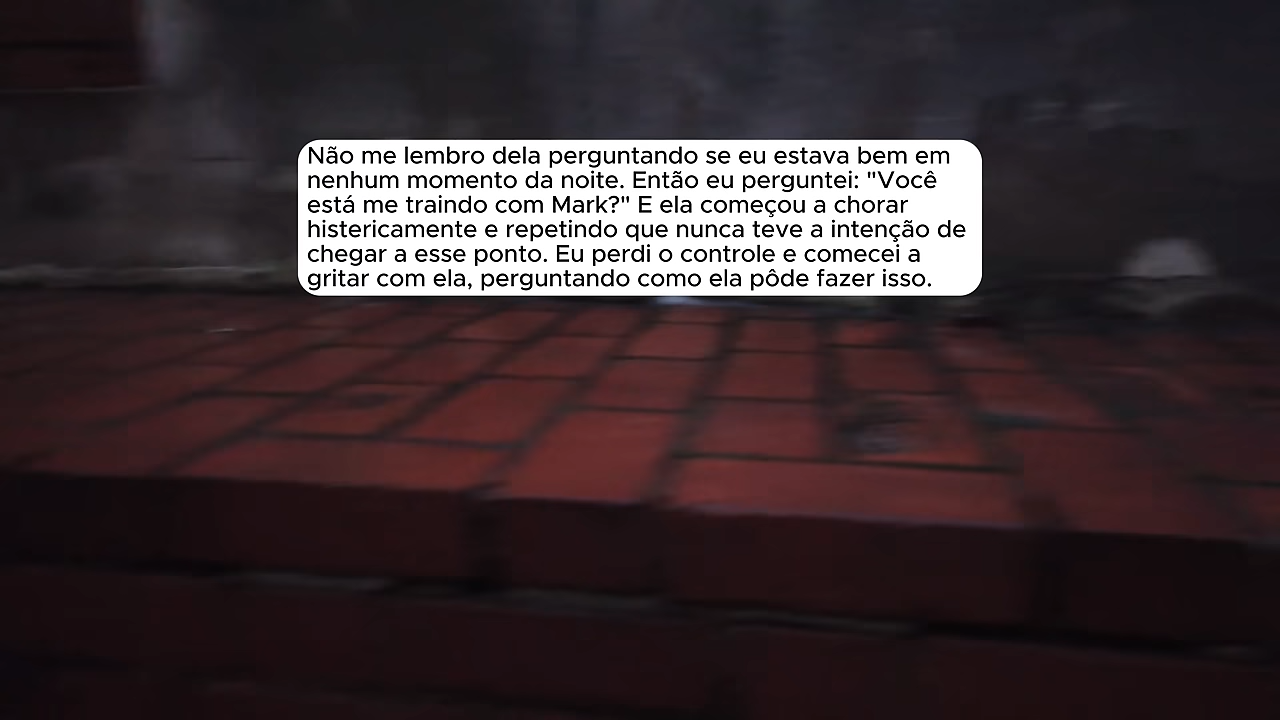 Não me lembro dela perguntando se eu estava bem em
nenhum momento da noite. Então eu perguntei: "Você
está me traindo com Mark?" E ela começou a chorar
histericamente e repetindo que nunca teve a intenção de
chegar a esse ponto. Eu perdi o controle e comecei a
gritar com ela, perguntando como ela pôde fazer isso.